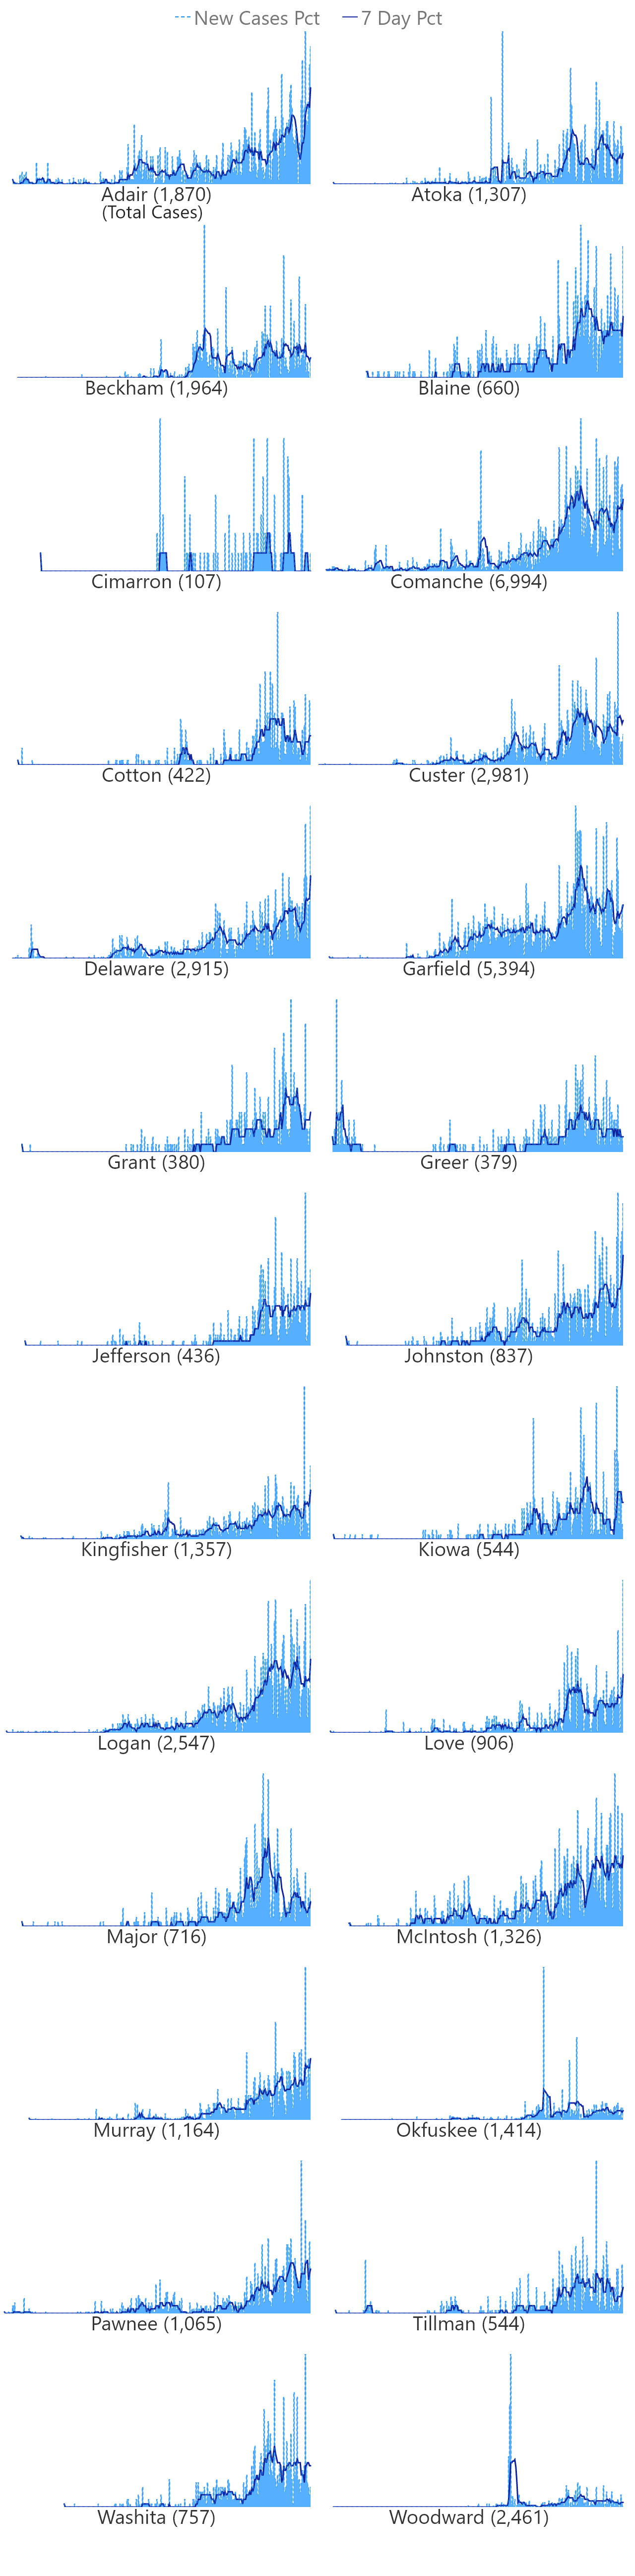 New Cases Pct 7 Day Pct
Adair (1,870)
(Total Cases)
Atoka (1,307)
Beckham (1,964)
Blaine (660)
Cimarron (107)
Comanche (6,994)
Cotton (422)
Custer (2,981)
Delaware (2,915)
Garfield (5,394)
Grant (380)
Greer (379)
Jefferson (436)
Johnston (837)
Kingfisher (1,357)
Kiowa (544)
Logan (2,547)
Love (906)
Major (716)
McIntosh (1,326)
Murray (1,164)
Okfuskee (1,414)
Pawnee (1,065)
Tillman (544)
Washita (757)
Woodward (2,461)